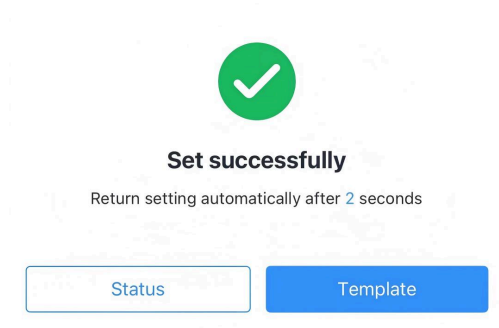 Set successfully
Return setting automatically after 2 seconds
Status
Template